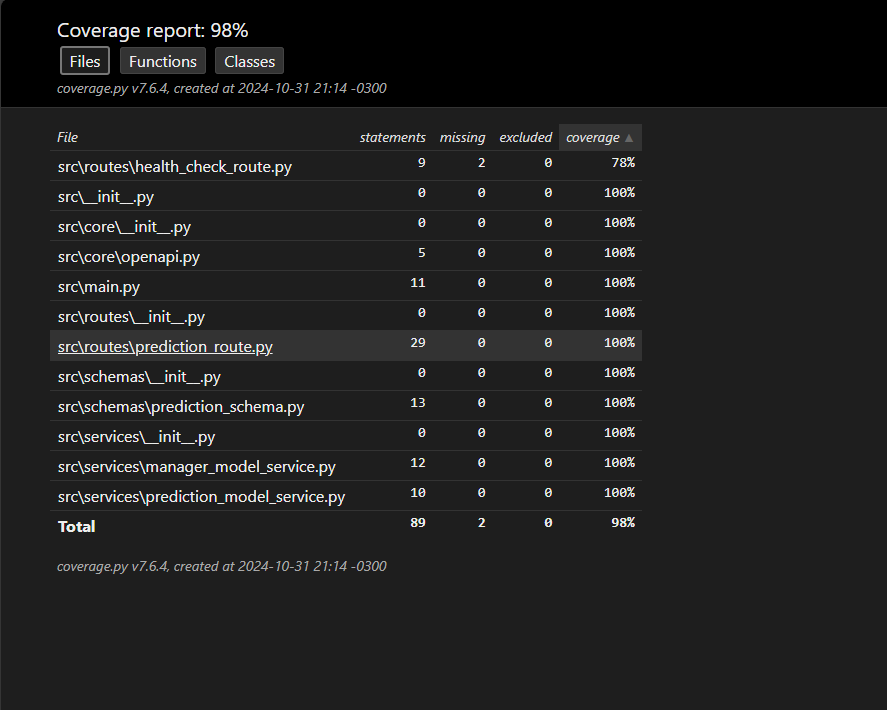 Coverage report: 98%
Files Functions Classes
coverage.py v7.6.4, created at 2024-10-31 21:14 -0300
File statements missing excluded coverage ▲
src\routes\health_check_route.py 9 2 0 78%
src\__init__.py 0 0 0 100%
src\core\__init__.py 0 0 0 100%
src\core\openapi.py 5 0 0 100%
src\main.py 11 0 0 100%
src\routes\__init__.py 0 0 0 100%
src\routes\prediction_route.py 29 0 0 100%
src\schemas\__init__.py 0 0 0 100%
src\schemas\prediction_schema.py 13 0 0 100%
src\services\__init__.py 0 0 0 100%
src\services\manager_model_service.py 12 0 0 100%
src\services\prediction_model_service.py 10 0 0 100%
Total 89 2 0 98%
coverage.py v7.6.4, created at 2024-10-31 21:14 -0300